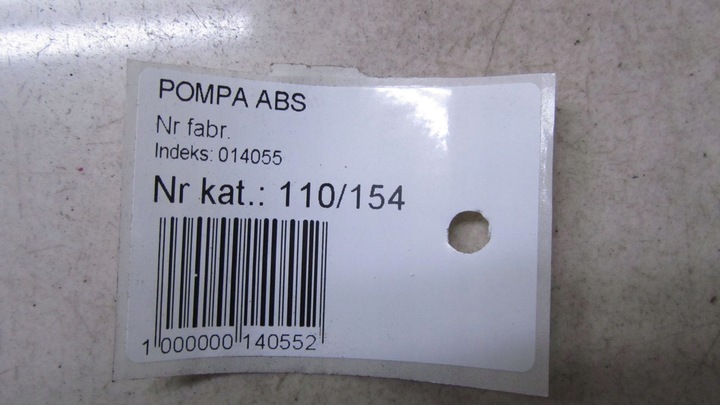 POMPA ABS
Nr fabr.
Indeks: 014055
Nr kat.: 110/154
1 000000 140552